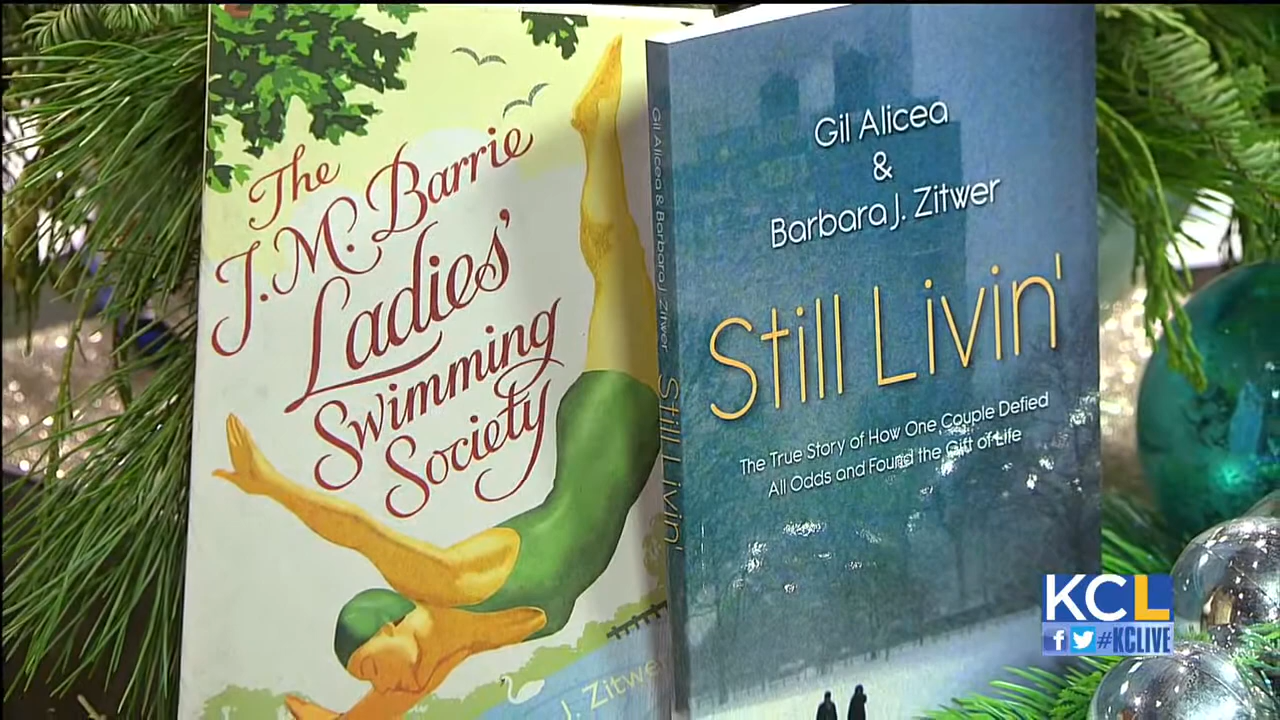 The
J.M. Barrie
Ladies'
Swimming
Society
J. Zitwe
Gil Alicea & Barbara J. Zitwer Still Livin'
Gil Alicea
&
Barbara J. Zitwer
Still Livin'
The True Story of How One Couple Defied
All Odds and Found the Gift of Life
KCL
#KCLIVE